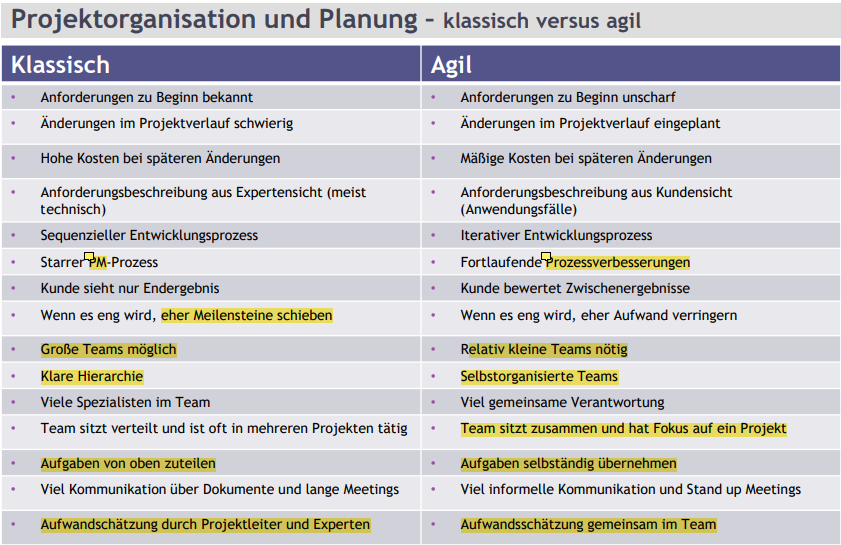 Projektorganisation und Planung – klassisch versus agil
Klassisch Agil
• Anforderungen zu Beginn bekannt • Anforderungen zu Beginn unscharf
• Änderungen im Projektverlauf schwierig • Änderungen im Projektverlauf eingeplant
• Hohe Kosten bei späteren Änderungen • Mäßige Kosten bei späteren Änderungen
• Anforderungsbeschreibung aus Expertensicht (meist • Anforderungsbeschreibung aus Kundensicht
technisch) (Anwendungsfälle)
• Sequenzieller Entwicklungsprozess • Iterativer Entwicklungsprozess
• Starrer PM-Prozess • Fortlaufende Prozessverbesserungen
• Kunde sieht nur Endergebnis • Kunde bewertet Zwischenergebnisse
• Wenn es eng wird, eher Meilensteine schieben • Wenn es eng wird, eher Aufwand verringern
• Große Teams möglich • Relativ kleine Teams nötig
• Klare Hierarchie • Selbstorganisierte Teams
• Viele Spezialisten im Team • Viel gemeinsame Verantwortung
• Team sitzt verteilt und ist oft in mehreren Projekten tätig • Team sitzt zusammen und hat Fokus auf ein Projekt
• Aufgaben von oben zuteilen • Aufgaben selbständig übernehmen
• Viel Kommunikation über Dokumente und lange Meetings • Viel informelle Kommunikation und Stand up Meetings
• Aufwandschätzung durch Projektleiter und Experten • Aufwandsschätzung gemeinsam im Team